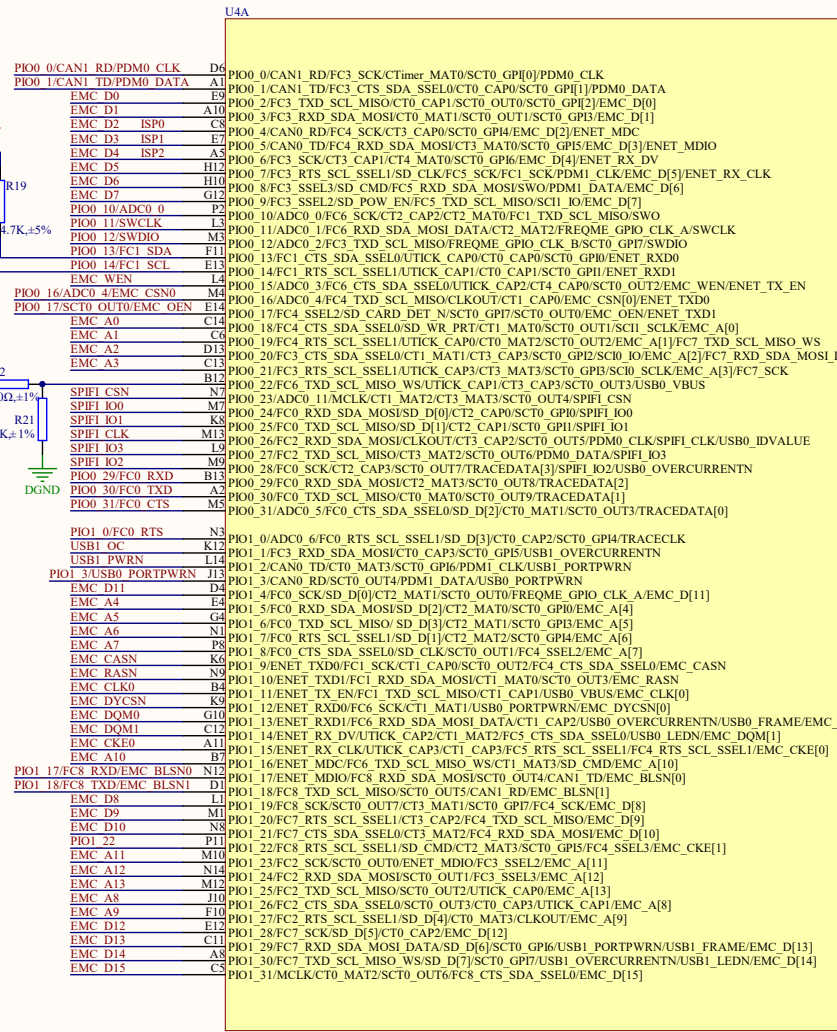 U4A
PIO0_0/CAN1_RD/PDM0_CLK D6 PIO0_0/CAN1_RD/FC3_SCK/CTimer_MAT0/SCT0_GPI[0]/PDM0_CLK
PIO0_1/CAN1_TD/PDM0_DATA A1 PIO0_1/CAN1_TD/FC3_CTS_SDA_SSEL0/CT0_CAP0/SCT0_GPI[1]/PDM0_DATA
EMC_D0 E9 PIO0_2/FC3_TXD_SCL_MISO/CT0_CAP1/SCT0_OUT0/SCT0_GPI[2]/EMC_D[0]
EMC_D1 A10 PIO0_3/FC3_RXD_SDA_MOSI/CT0_MAT1/SCT0_OUT1/SCT0_GPI3/EMC_D[1]
EMC_D2 ISP0 C8 PIO0_4/CAN0_RD/FC4_SCK/CT3_CAP0/SCT0_GPI4/EMC_D[2]/ENET_MDC
EMC_D3 ISP1 E7 PIO0_5/CAN0_TD/FC4_RXD_SDA_MOSI/CT3_MAT0/SCT0_GPI5/EMC_D[3]/ENET_MDIO
EMC_D4 ISP2 A5 PIO0_6/FC3_SCK/CT3_CAP1/CT4_MAT0/SCT0_GPI6/EMC_D[4]/ENET_RX_DV
EMC_D5 H12 PIO0_7/FC3_RTS_SCL_SSEL1/SD_CLK/FC5_SCK/FC1_SCK/PDM1_CLK/EMC_D[5]/ENET_RX_CLK
EMC_D6 H10 PIO0_8/FC3_SSEL3/SD_CMD/FC5_RXD_SDA_MOSI/SWO/PDM1_DATA/EMC_D[6]
R19
EMC_D7 G12 PIO0_9/FC3_SSEL2/SD_POW_EN/FC5_TXD_SCL_MISO/SCI1_IO/EMC_D[7]
PIO0_10/ADC0_0 P2 PIO0_10/ADC0_0/FC6_SCK/CT2_CAP2/CT2_MAT0/FC1_TXD_SCL_MISO/SWO
4.7K,±5%
PIO0_11/SWCLK L3 PIO0_11/ADC0_1/FC6_RXD_SDA_MOSI_DATA/CT2_MAT2/FREQME_GPIO_CLK_A/SWCLK
PIO0_12/SWDIO M3 PIO0_12/ADC0_2/FC3_TXD_SCL_MISO/FREQME_GPIO_CLK_B/SCT0_GPI7/SWDIO
PIO0_13/FC1_SDA F11 PIO0_13/FC1_CTS_SDA_SSEL0/UTICK_CAP0/CT0_CAP0/SCT0_GPI0/ENET_RXD0
PIO0_14/FC1_SCL E13 PIO0_14/FC1_RTS_SCL_SSEL1/UTICK_CAP1/CT0_CAP1/SCT0_GPI1/ENET_RXD1
EMC_WEN L4 PIO0_15/ADC0_3/FC6_CTS_SDA_SSEL0/UTICK_CAP2/CT4_CAP0/SCT0_OUT2/EMC_WEN/ENET_TX_EN
PIO0_16/ADC0_4/EMC_CSN0 M4 PIO0_16/ADC0_4/FC4_TXD_SCL_MISO/CLKOUT/CT1_CAP0/EMC_CSN[0]/ENET_TXD0
PIO0_17/SCT0_OUT0/EMC_OEN E14 PIO0_17/FC4_SSEL2/SD_CARD_DET_N/SCT0_GPI7/SCT0_OUT0/EMC_OEN/ENET_TXD1
EMC_A0 C14 PIO0_18/FC4_CTS_SDA_SSEL0/SD_WR_PRT/CT1_MAT0/SCT0_OUT1/SCI1_SCLK/EMC_A[0]
EMC_A1 C6 PIO0_19/FC4_RTS_SCL_SSEL1/UTICK_CAP0/CT0_MAT2/SCT0_OUT2/EMC_A[1]/FC7_TXD_SCL_MISO_WS
EMC_A2 D13 PIO0_20/FC3_CTS_SDA_SSEL0/CT1_MAT1/CT3_CAP3/SCT0_GPI2/SCI0_IO/EMC_A[2]/FC7_RXD_SDA_MOSI
EMC_A3 C13 PIO0_21/FC3_RTS_SCL_SSEL1/UTICK_CAP3/CT3_MAT3/SCT0_GPI3/SCI0_SCLK/EMC_A[3]/FC7_SCK
B12 PIO0_22/FC6_TXD_SCL_MISO_WS/UTICK_CAP1/CT3_CAP3/SCT0_OUT3/USB0_VBUS
0Ω,±1%
SPIFI_CSN N7 PIO0_23/ADC0_11/MCLK/CT1_MAT2/CT3_MAT3/SCT0_OUT4/SPIFI_CSN
SPIFI_IO0 M7 PIO0_24/FC0_RXD_SDA_MOSI/SD_D[0]/CT2_CAP0/SCT0_GPI0/SPIFI_IO0
R21
SPIFI_IO1 K8 PIO0_25/FC0_TXD_SCL_MISO/SD_D[1]/CT2_CAP1/SCT0_GPI1/SPIFI_IO1
K,±1%
SPIFI_CLK M13 PIO0_26/FC2_RXD_SDA_MOSI/CLKOUT/CT3_CAP2/SCT0_OUT5/PDM0_CLK/SPIFI_CLK/USB0_IDVALUE
SPIFI_IO3 L9 PIO0_27/FC2_TXD_SCL_MISO/CT3_MAT2/SCT0_OUT6/PDM0_DATA/SPIFI_IO3
SPIFI_IO2 M9 PIO0_28/FC0_SCK/CT2_CAP3/SCT0_OUT7/TRACEDATA[3]/SPIFI_IO2/USB0_OVERCURRENTN
PIO0_29/FC0_RXD B13 PIO0_29/FC0_RXD_SDA_MOSI/CT2_MAT3/SCT0_OUT8/TRACEDATA[2]
DGND
PIO0_30/FC0_TXD A2 PIO0_30/FC0_TXD_SCL_MISO/CT0_MAT0/SCT0_OUT9/TRACEDATA[1]
PIO0_31/FC0_CTS M5 PIO0_31/ADC0_5/FC0_CTS_SDA_SSEL0/SD_D[2]/CT0_MAT1/SCT0_OUT3/TRACEDATA[0]
PIO1_0/FC0_RTS N3 PIO1_0/ADC0_6/FC0_RTS_SCL_SSEL1/SD_D[3]/CT0_CAP2/SCT0_GPI4/TRACECLK
USB1_OC K12 PIO1_1/FC3_RXD_SDA_MOSI/CT0_CAP3/SCT0_GPI5/USB1_OVERCURRENTN
USB1_PWRN L14 PIO1_2/CAN0_TD/CT0_MAT3/SCT0_GPI6/PDM1_CLK/USB1_PORTPWRN
PIO1_3/USB0_PORTPWRN J13 PIO1_3/CAN0_RD/SCT0_OUT4/PDM1_DATA/USB0_PORTPWRN
EMC_D11 D4 PIO1_4/FC0_SCK/SD_D[0]/CT2_MAT1/SCT0_OUT0/FREQME_GPIO_CLK_A/EMC_D[11]
EMC_A4 E4 PIO1_5/FC0_RXD_SDA_MOSI/SD_D[2]/CT2_MAT0/SCT0_GPI0/EMC_A[4]
EMC_A5 G4 PIO1_6/FC0_TXD_SCL_MISO/ SD_D[3]/CT2_MAT1/SCT0_GPI3/EMC_A[5]
EMC_A6 N1 PIO1_7/FC0_RTS_SCL_SSEL1/SD_D[1]/CT2_MAT2/SCT0_GPI4/EMC_A[6]
EMC_A7 P8 PIO1_8/FC0_CTS_SDA_SSEL0/SD_CLK/SCT0_OUT1/FC4_SSEL2/EMC_A[7]
EMC_CASN K6 PIO1_9/ENET_TXD0/FC1_SCK/CT1_CAP0/SCT0_OUT2/FC4_CTS_SDA_SSEL0/EMC_CASN
EMC_RASN N9 PIO1_10/ENET_TXD1/FC1_RXD_SDA_MOSI/CT1_MAT0/SCT0_OUT3/EMC_RASN
EMC_CLK0 B4 PIO1_11/ENET_TX_EN/FC1_TXD_SCL_MISO/CT1_CAP1/USB0_VBUS/EMC_CLK[0]
EMC_DYCSN K9 PIO1_12/ENET_RXD0/FC6_SCK/CT1_MAT1/USB0_PORTPWRN/EMC_DYCSN[0]
EMC_DQM0 G10 PIO1_13/ENET_RXD1/FC6_RXD_SDA_MOSI_DATA/CT1_CAP2/USB0_OVERCURRENTN/USB0_FRAME/EMC_
EMC_DQM1 C12 PIO1_14/ENET_RX_DV/UTICK_CAP2/CT1_MAT2/FC5_CTS_SDA_SSEL0/USB0_LEDN/EMC_DQM[1]
EMC_CKE0 A11 PIO1_15/ENET_RX_CLK/UTICK_CAP3/CT1_CAP3/FC5_RTS_SCL_SSEL1/FC4_RTS_SCL_SSEL1/EMC_CKE[0]
EMC_A10 B7 PIO1_16/ENET_MDC/FC6_TXD_SCL_MISO_WS/CT1_MAT3/SD_CMD/EMC_A[10]
PIO1_17/FC8_RXD/EMC_BLSN0 N12 PIO1_17/ENET_MDIO/FC8_RXD_SDA_MOSI/SCT0_OUT4/CAN1_TD/EMC_BLSN[0]
PIO1_18/FC8_TXD/EMC_BLSN1 D1 PIO1_18/FC8_TXD_SCL_MISO/SCT0_OUT5/CAN1_RD/EMC_BLSN[1]
EMC_D8 L1 PIO1_19/FC8_SCK/SCT0_OUT7/CT3_MAT1/SCT0_GPI7/FC4_SCK/EMC_D[8]
EMC_D9 M1 PIO1_20/FC7_RTS_SCL_SSEL1/CT3_CAP2/FC4_TXD_SCL_MISO/EMC_D[9]
EMC_D10 N8 PIO1_21/FC7_CTS_SDA_SSEL0/CT3_MAT2/FC4_RXD_SDA_MOSI/EMC_D[10]
PIO1_22 P11 PIO1_22/FC8_RTS_SCL_SSEL1/SD_CMD/CT2_MAT3/SCT0_GPI5/FC4_SSEL3/EMC_CKE[1]
EMC_A11 M10 PIO1_23/FC2_SCK/SCT0_OUT0/ENET_MDIO/FC3_SSEL2/EMC_A[11]
EMC_A12 N14 PIO1_24/FC2_RXD_SDA_MOSI/SCT0_OUT1/FC3_SSEL3/EMC_A[12]
EMC_A13 M12 PIO1_25/FC2_TXD_SCL_MISO/SCT0_OUT2/UTICK_CAP0/EMC_A[13]
EMC_A8 J10 PIO1_26/FC2_CTS_SDA_SSEL0/SCT0_OUT3/CT0_CAP3/UTICK_CAP1/EMC_A[8]
EMC_A9 F10 PIO1_27/FC2_RTS_SCL_SSEL1/SD_D[4]/CT0_MAT3/CLKOUT/EMC_A[9]
EMC_D12 E12 PIO1_28/FC7_SCK/SD_D[5]/CT0_CAP2/EMC_D[12]
EMC_D13 C11 PIO1_29/FC7_RXD_SDA_MOSI_DATA/SD_D[6]/SCT0_GPI6/USB1_PORTPWRN/USB1_FRAME/EMC_D[13]
EMC_D14 A8 PIO1_30/FC7_TXD_SCL_MISO_WS/SD_D[7]/SCT0_GPI7/USB1_OVERCURRENTN/USB1_LEDN/EMC_D[14]
EMC_D15 C5 PIO1_31/MCLK/CT0_MAT2/SCT0_OUT6/FC8_CTS_SDA_SSEL0/EMC_D[15]